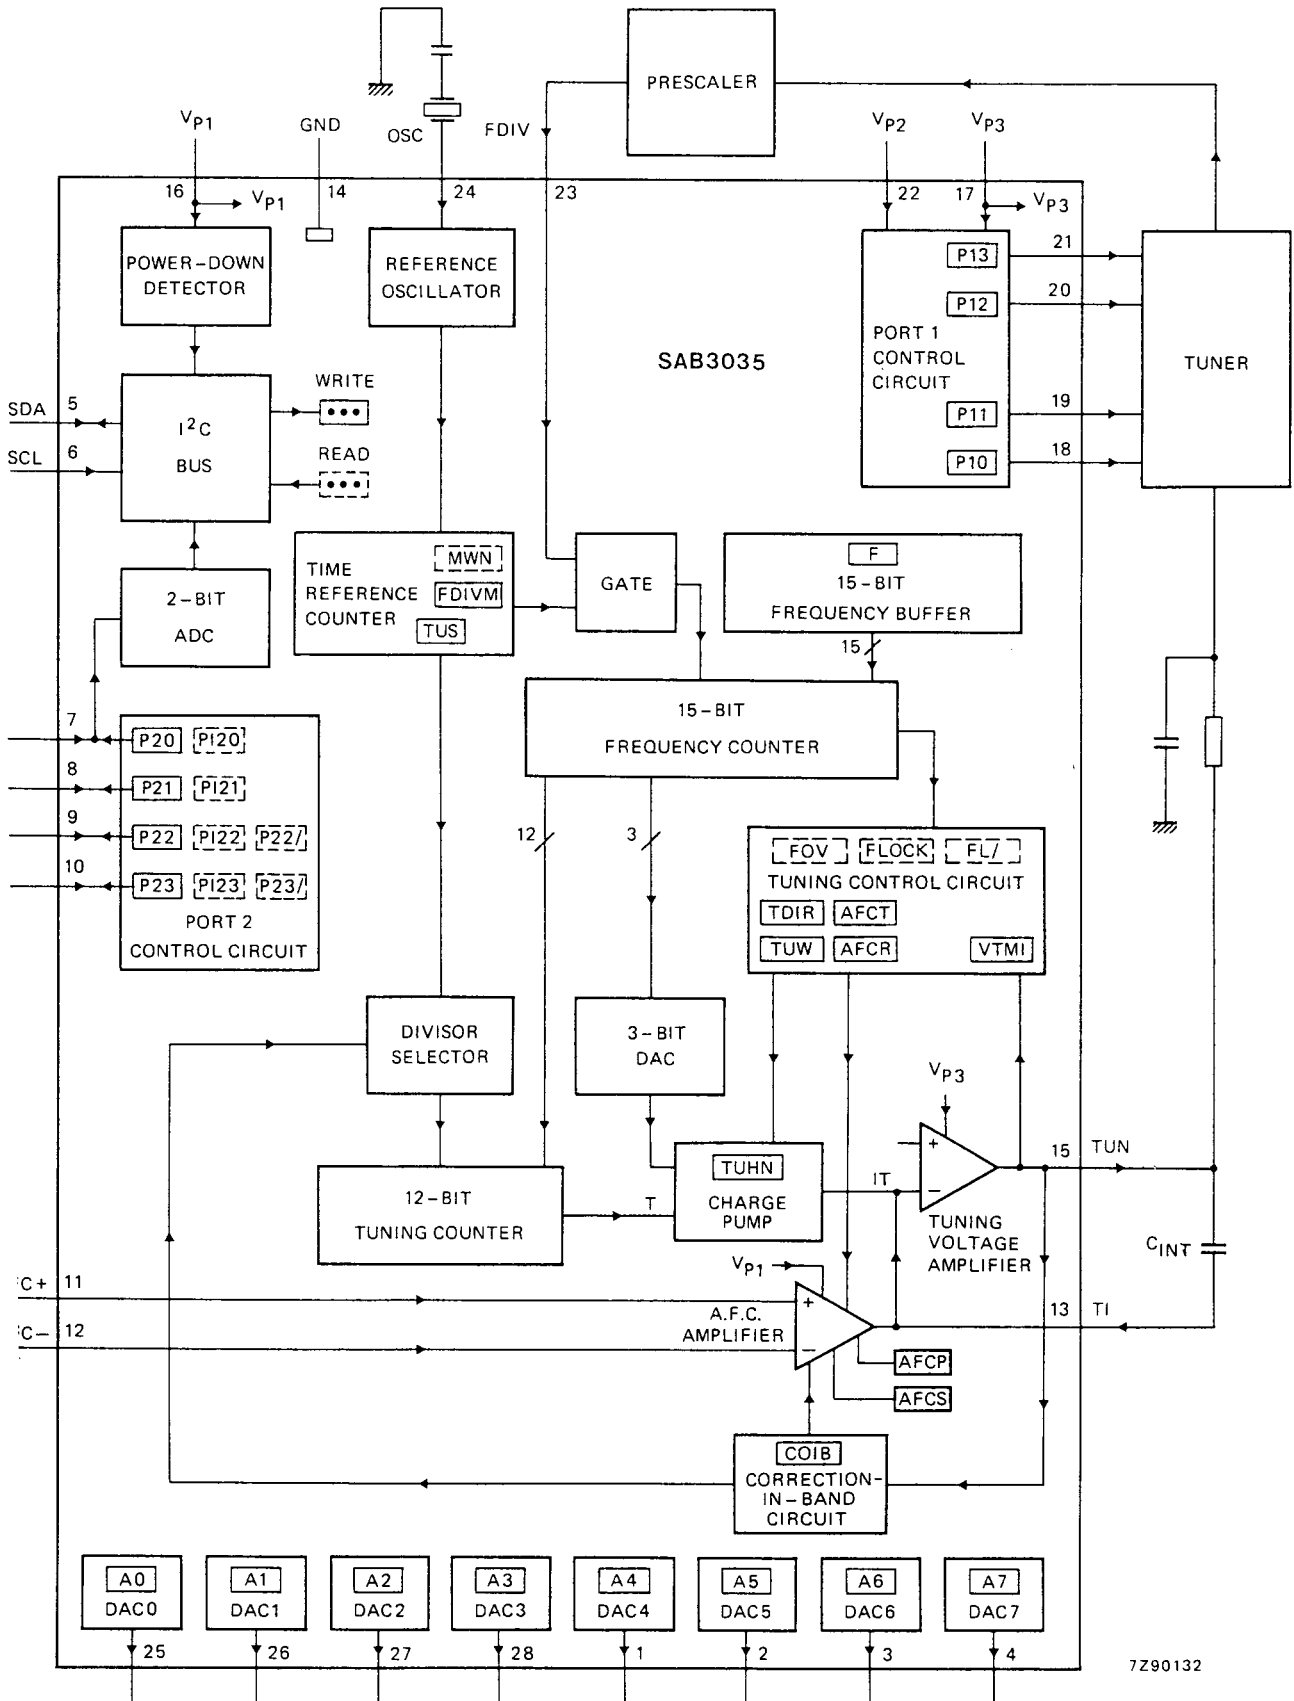 PRESCALER
VP1
GND
OSC
FDIV
VP2
VP3
16
VP1
14
24
23
22
17
VP3
POWER-DOWN
DETECTOR
REFERENCE
OSCILLATOR
P13
21
P12
20
PORT 1
CONTROL
CIRCUIT
P11
19
P10
18
TUNER
SAB3035
SDA
5
SCL
6
I2C
BUS
WRITE
READ
TIME
REFERENCE
COUNTER
MWN
FDIVM
TUS
GATE
F
15-BIT
FREQUENCY BUFFER
15
2-BIT
ADC
15-BIT
FREQUENCY COUNTER
7
P20 PI20
8
P21 PI21
9
P22 PI22 P22/
10
P23 PI23 P23/
PORT 2
CONTROL CIRCUIT
12
3
FOV FLOCK FL/
TUNING CONTROL CIRCUIT
TDIR AFCT
TUW AFCR VTMI
DIVISOR
SELECTOR
3-BIT
DAC
VP3
+
−
15
TUN
12-BIT
TUNING COUNTER
T
TUHN
CHARGE
PUMP
IT
TUNING
VOLTAGE
AMPLIFIER
CINT
VP1
C+
11
C−
12
+
−
A.F.C.
AMPLIFIER
13
TI
AFCP
AFCS
COIB
CORRECTION-
IN-BAND
CIRCUIT
A0 A1 A2 A3 A4 A5 A6 A7
DAC0 DAC1 DAC2 DAC3 DAC4 DAC5 DAC6 DAC7
25 26 27 28 1 2 3 4
7Z90132